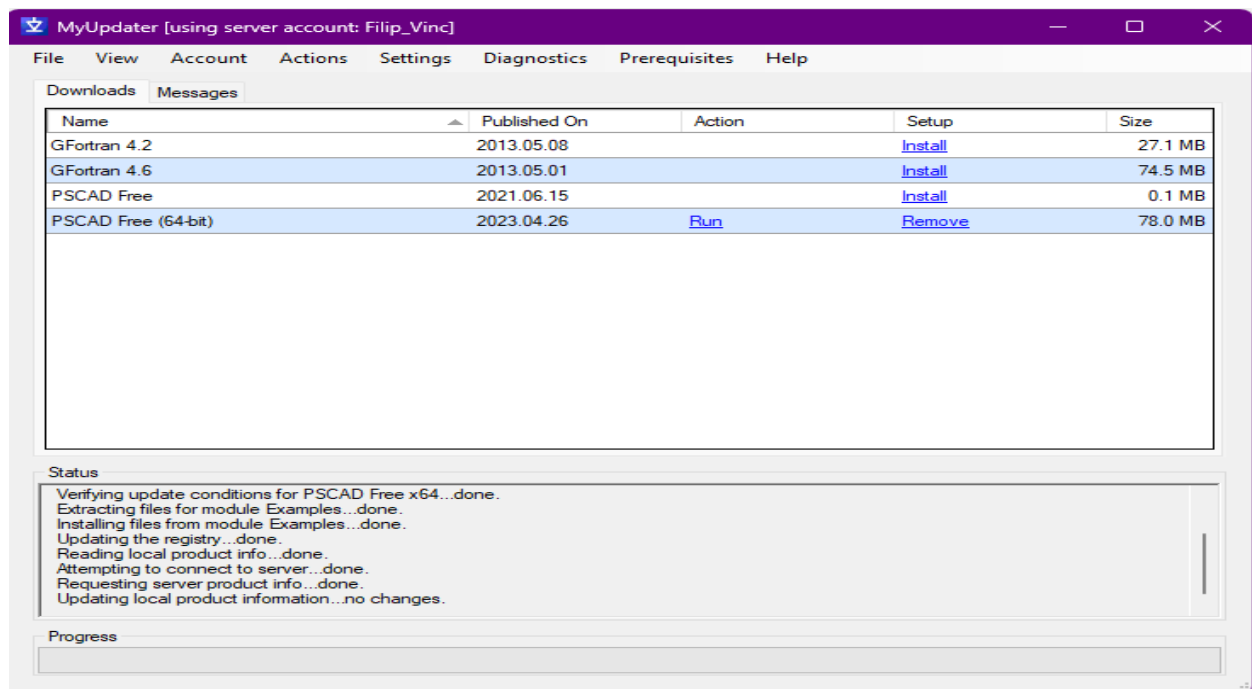 MyUpdater [using server account: Filip_Vinc]
File View Account Actions Settings Diagnostics Prerequisites Help
Downloads Messages
Name Published On Action Setup Size
GFortran 4.2 2013.05.08 Install 27.1 MB
GFortran 4.6 2013.05.01 Install 74.5 MB
PSCAD Free 2021.06.15 Install 0.1 MB
PSCAD Free (64-bit) 2023.04.26 Run Remove 78.0 MB
Status
Verifying update conditions for PSCAD Free x64...done.
Extracting files for module Examples...done.
Installing files from module Examples...done.
Updating the registry...done.
Reading local product info...done.
Attempting to connect to server...done.
Requesting server product info...done.
Updating local product information...no changes.
Progress